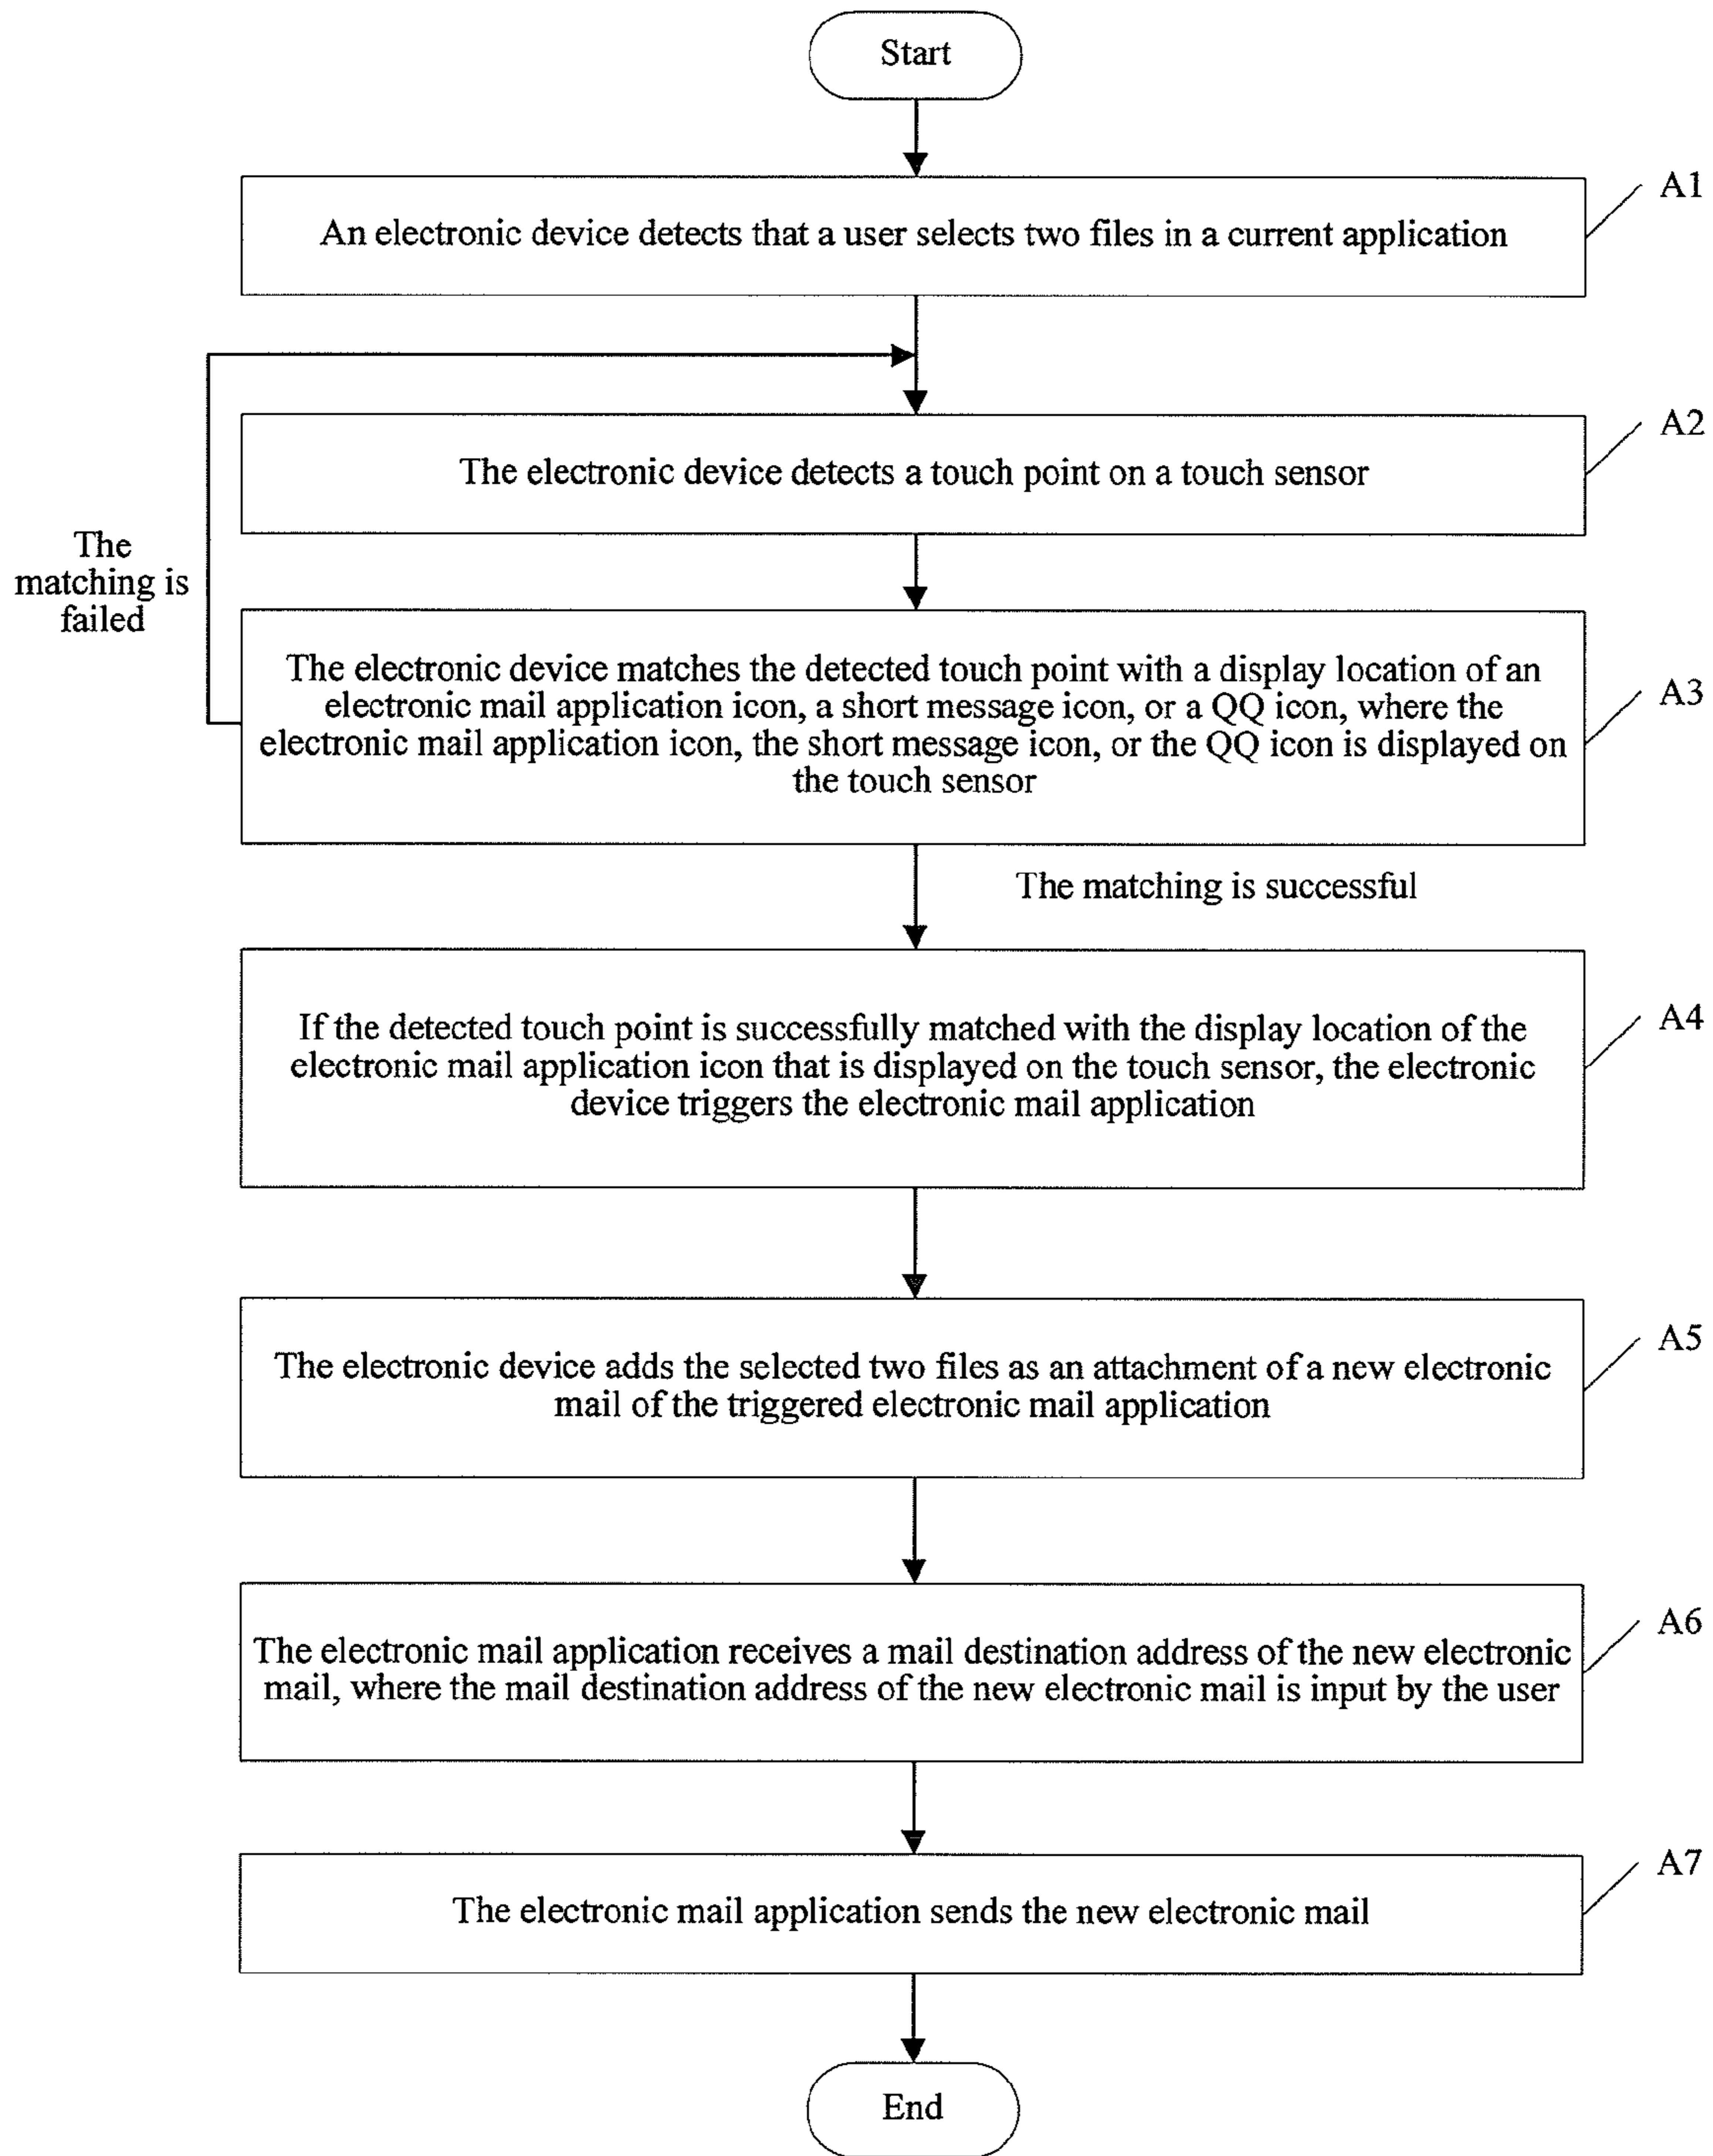 Start
A1
An electronic device detects that a user selects two files in a current application
A2
The electronic device detects a touch point on a touch sensor
The
matching is
failed
A3
The electronic device matches the detected touch point with a display location of an
electronic mail application icon, a short message icon, or a QQ icon, where the
electronic mail application icon, the short message icon, or the QQ icon is displayed on
the touch sensor
The matching is successful
A4
If the detected touch point is successfully matched with the display location of the
electronic mail application icon that is displayed on the touch sensor, the electronic
device triggers the electronic mail application
A5
The electronic device adds the selected two files as an attachment of a new electronic
mail of the triggered electronic mail application
A6
The electronic mail application receives a mail destination address of the new electronic
mail, where the mail destination address of the new electronic mail is input by the user
A7
The electronic mail application sends the new electronic mail
End